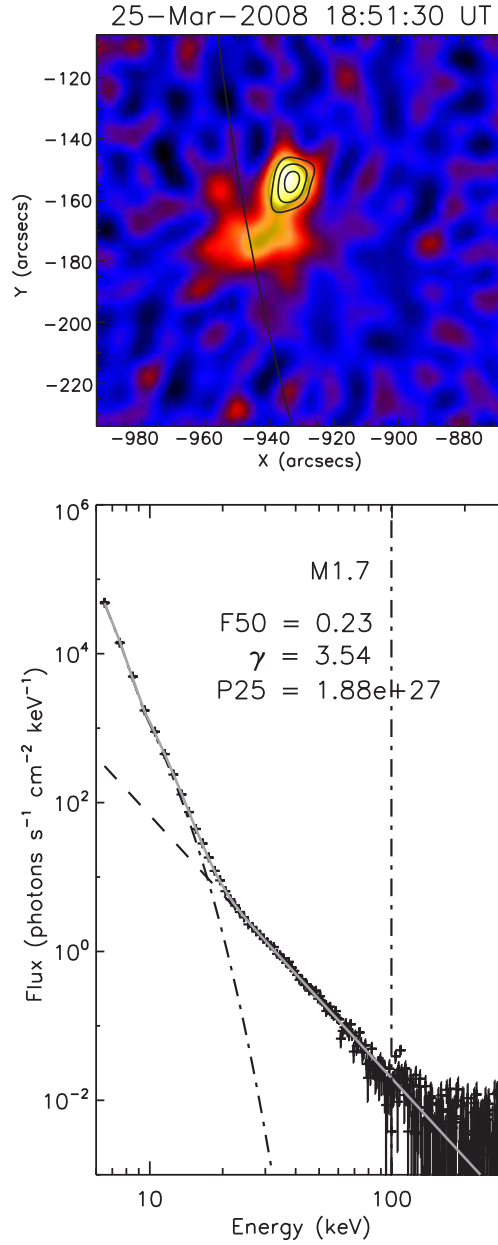 25-Mar-2008 18:51:30 UT
-120
-140
-160
-180
-200
-220
Y (arcsecs)
-980 -960 -940 -920 -900 -880
X (arcsecs)
10^6
10^4
10^2
10^0
10^-2
Flux (photons s^-1 cm^-2 keV^-1)
M1.7
F50 = 0.23
γ = 3.54
P25 = 1.88e+27
10 100
Energy (keV)